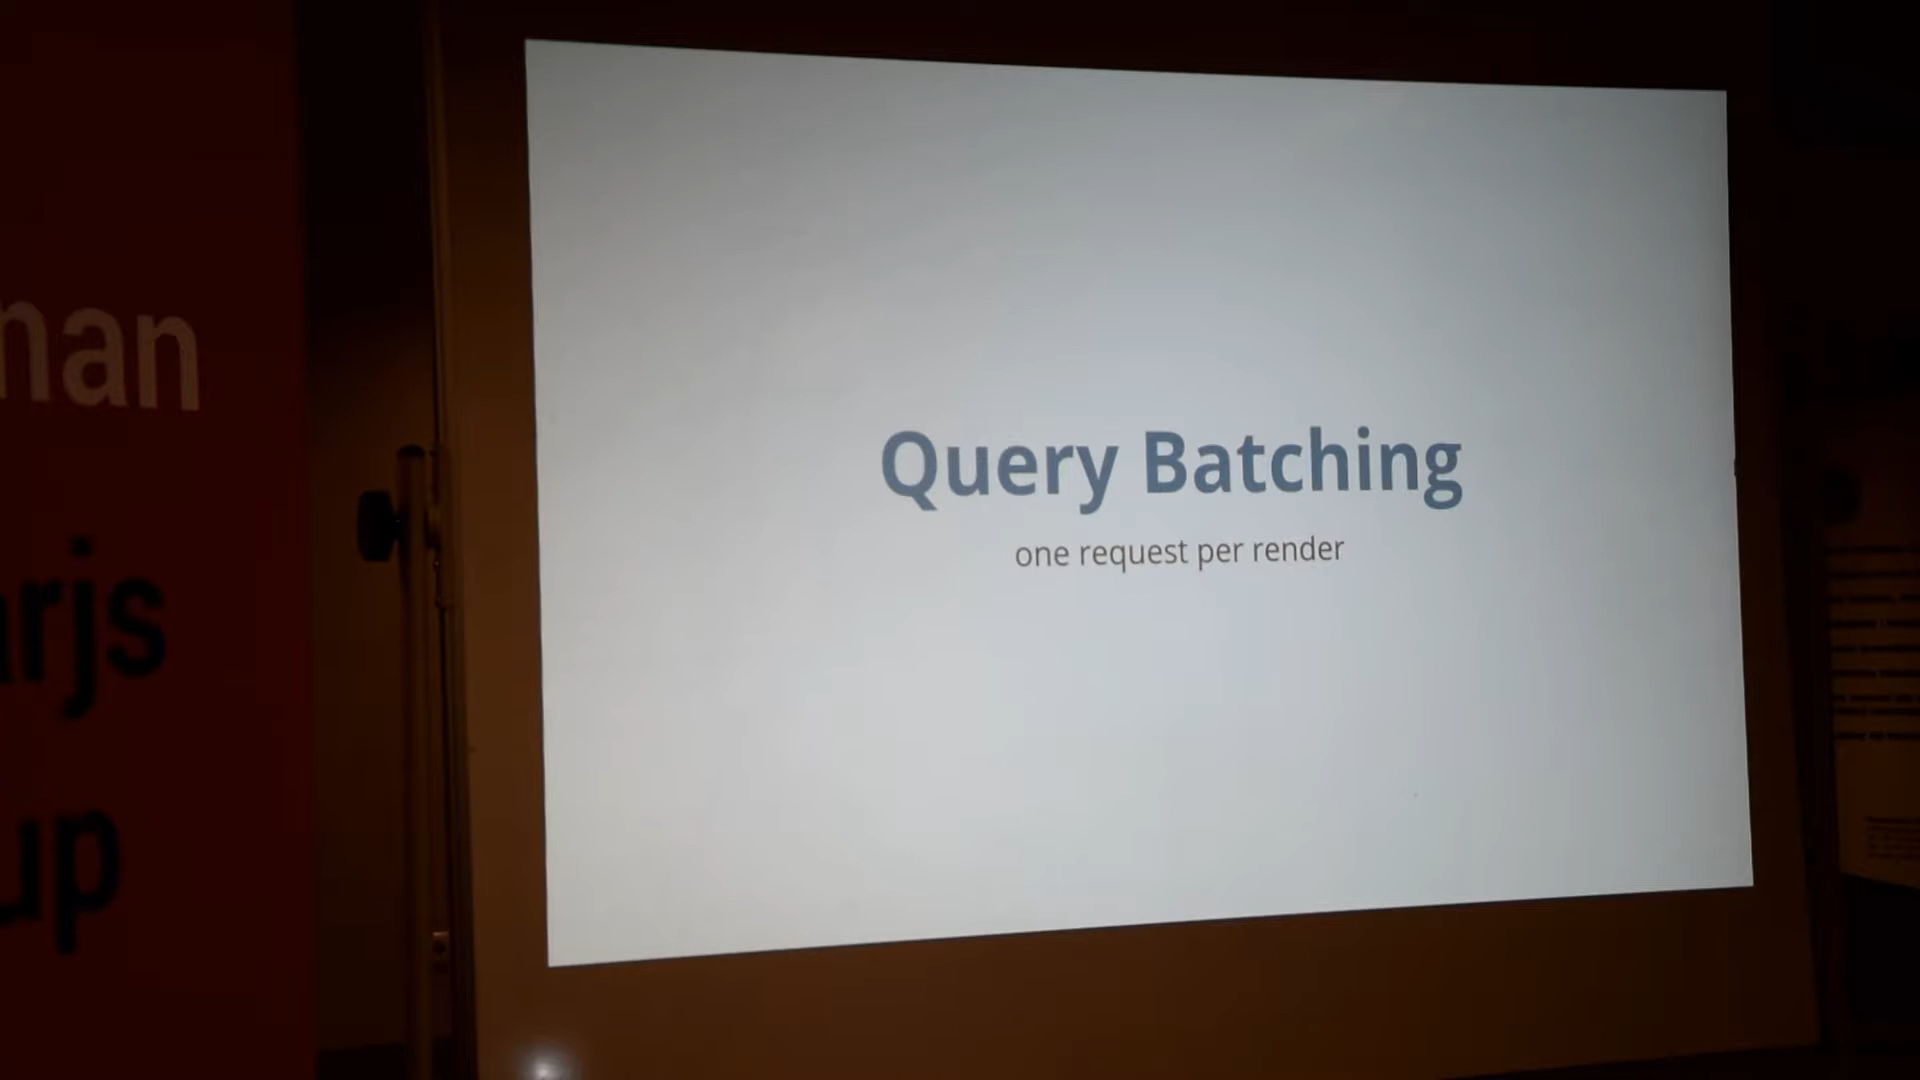 nan
arjs
up
Query Batching
one request per render